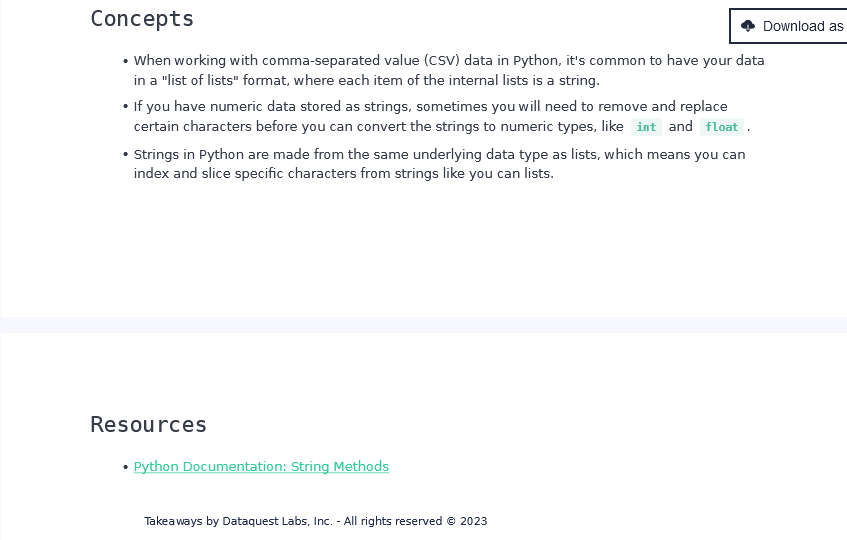 Concepts
Download as
• When working with comma-separated value (CSV) data in Python, it's common to have your data
in a "list of lists" format, where each item of the internal lists is a string.
• If you have numeric data stored as strings, sometimes you will need to remove and replace
certain characters before you can convert the strings to numeric types, like int and float .
• Strings in Python are made from the same underlying data type as lists, which means you can
index and slice specific characters from strings like you can lists.
Resources
• Python Documentation: String Methods
Takeaways by Dataquest Labs, Inc. - All rights reserved © 2023